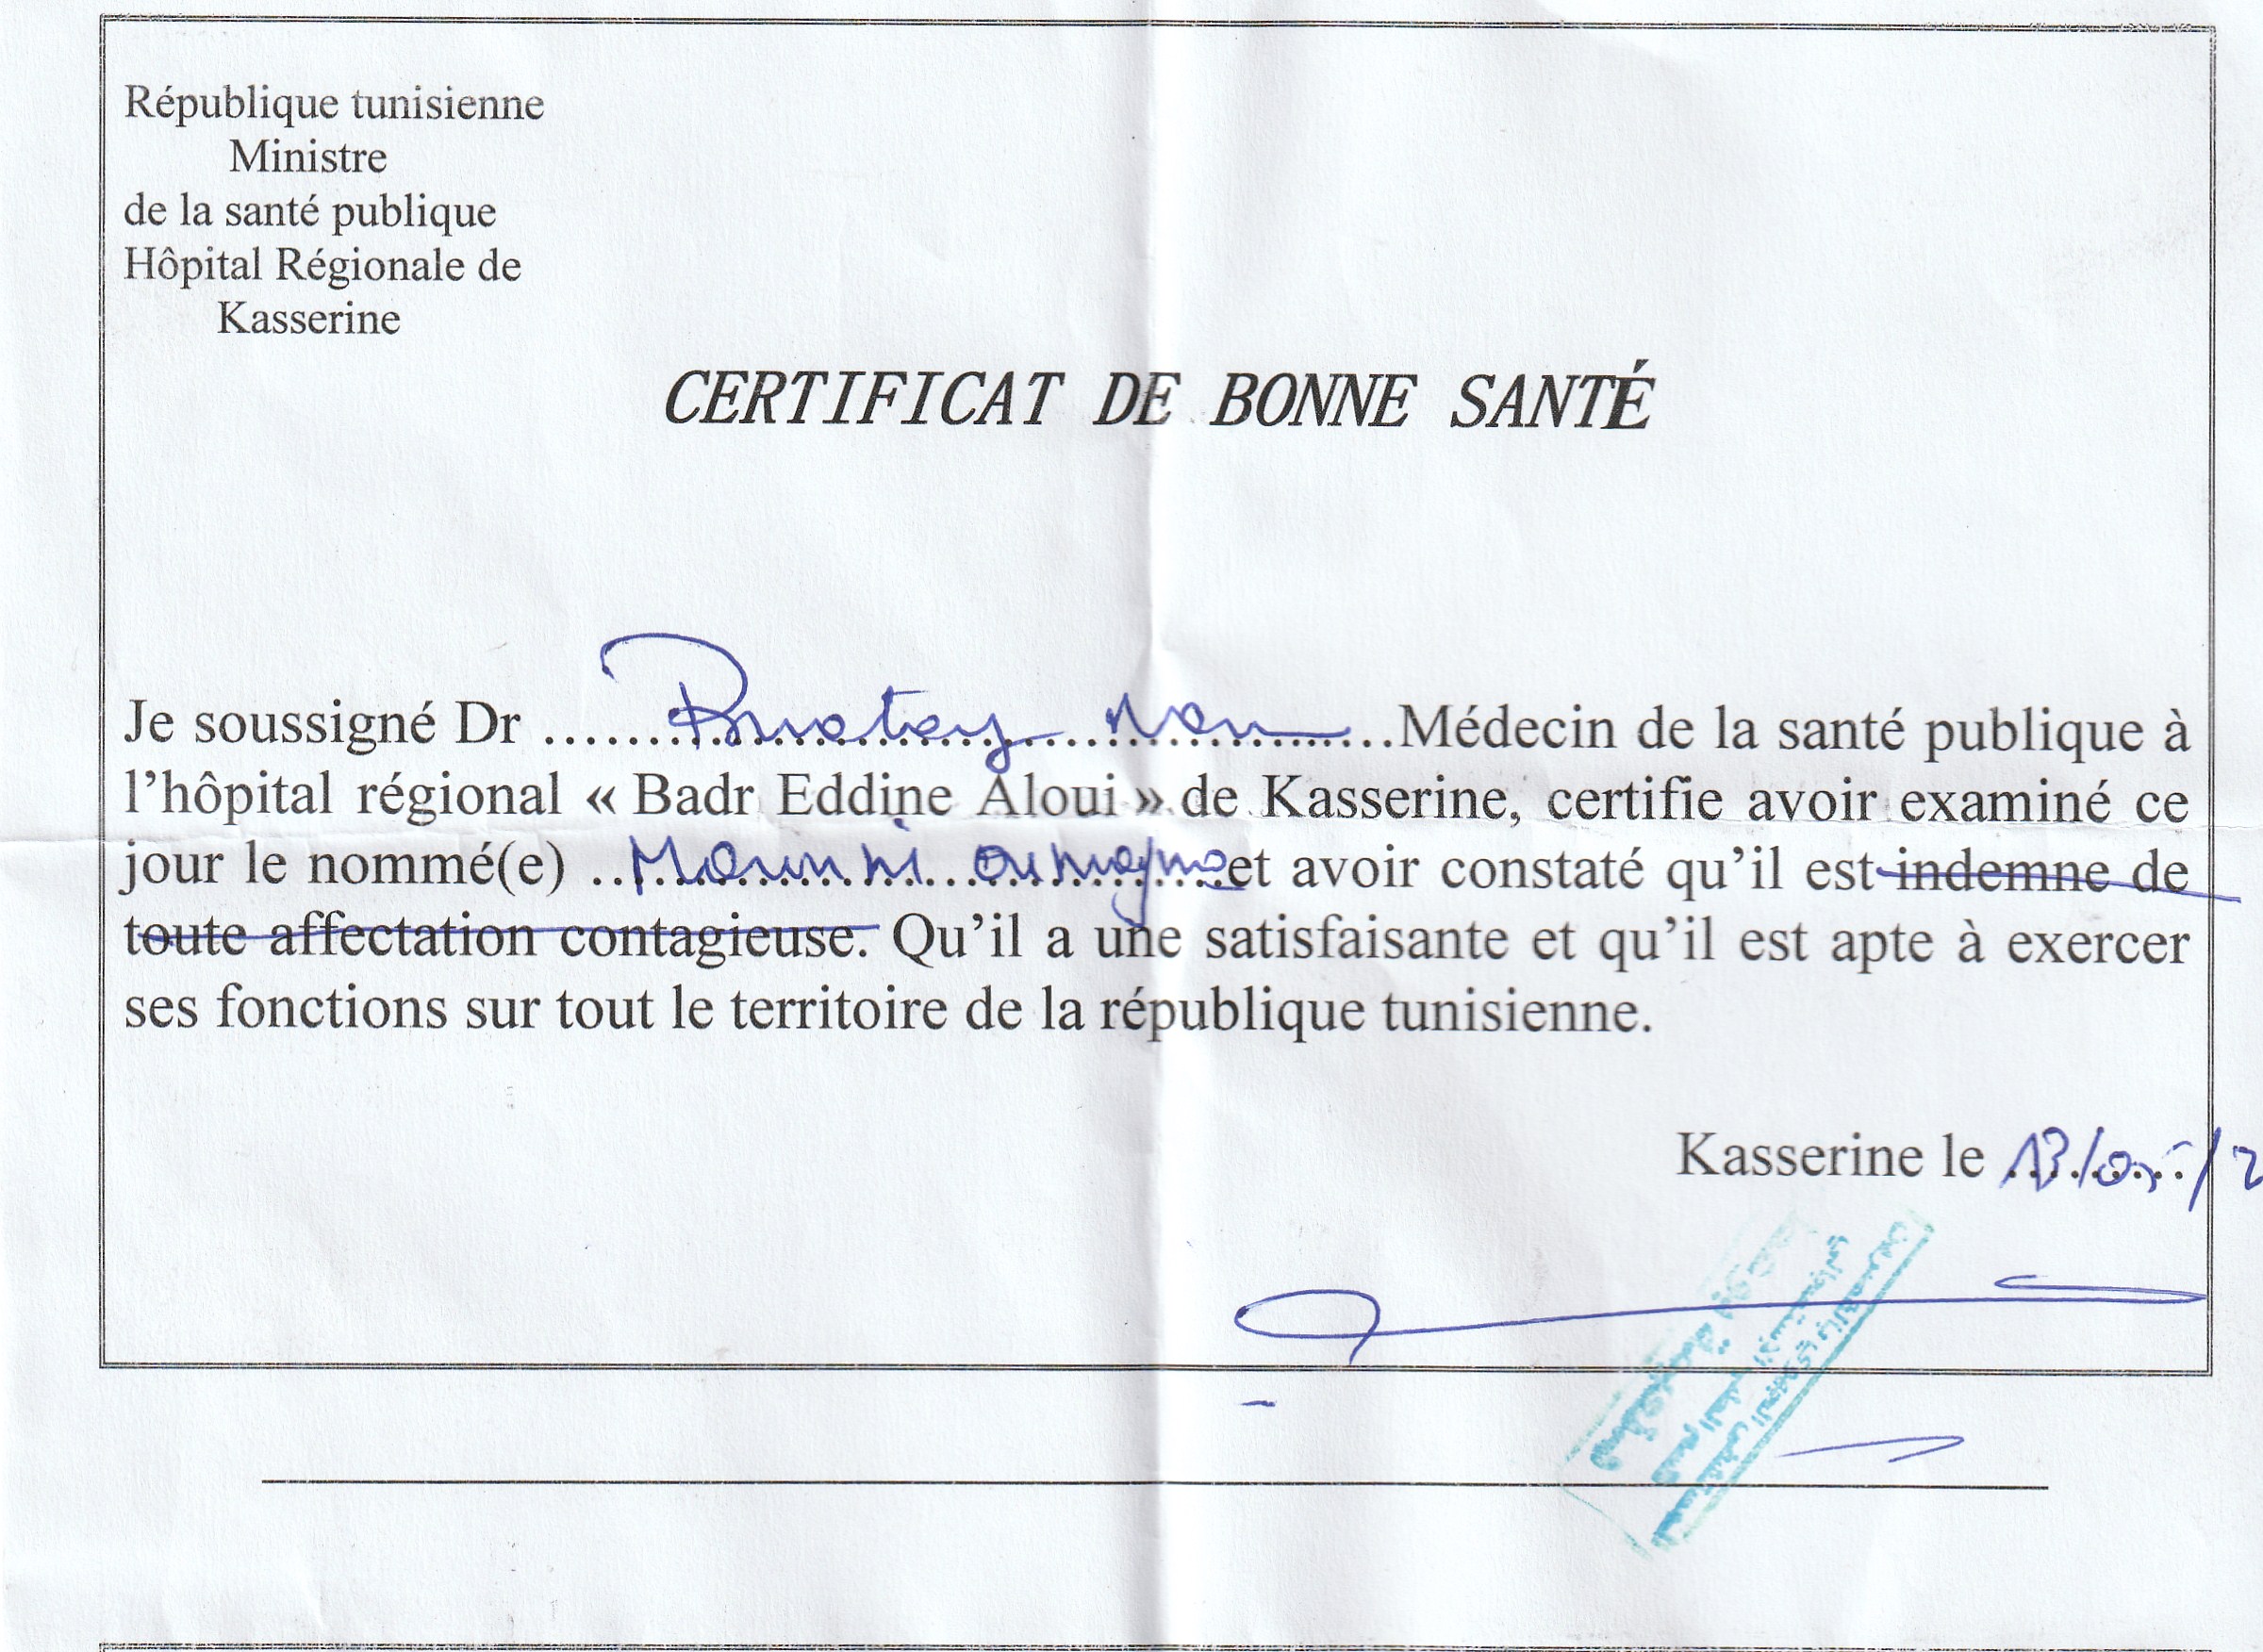 République tunisienne
Ministre
de la santé publique
Hôpital Régionale de
Kasserine
CERTIFICAT DE BONNE SANTÉ
Je soussigné Dr .................. Médecin de la santé publique à
l’hôpital régional « Badr Eddine Aloui » de Kasserine, certifie avoir examiné ce
jour le nommé(e) .................. et avoir constaté qu’il est indemne de
toute affectation contagieuse. Qu’il a une satisfaisante et qu’il est apte à exercer
ses fonctions sur tout le territoire de la république tunisienne.
Kasserine le 13/05/2